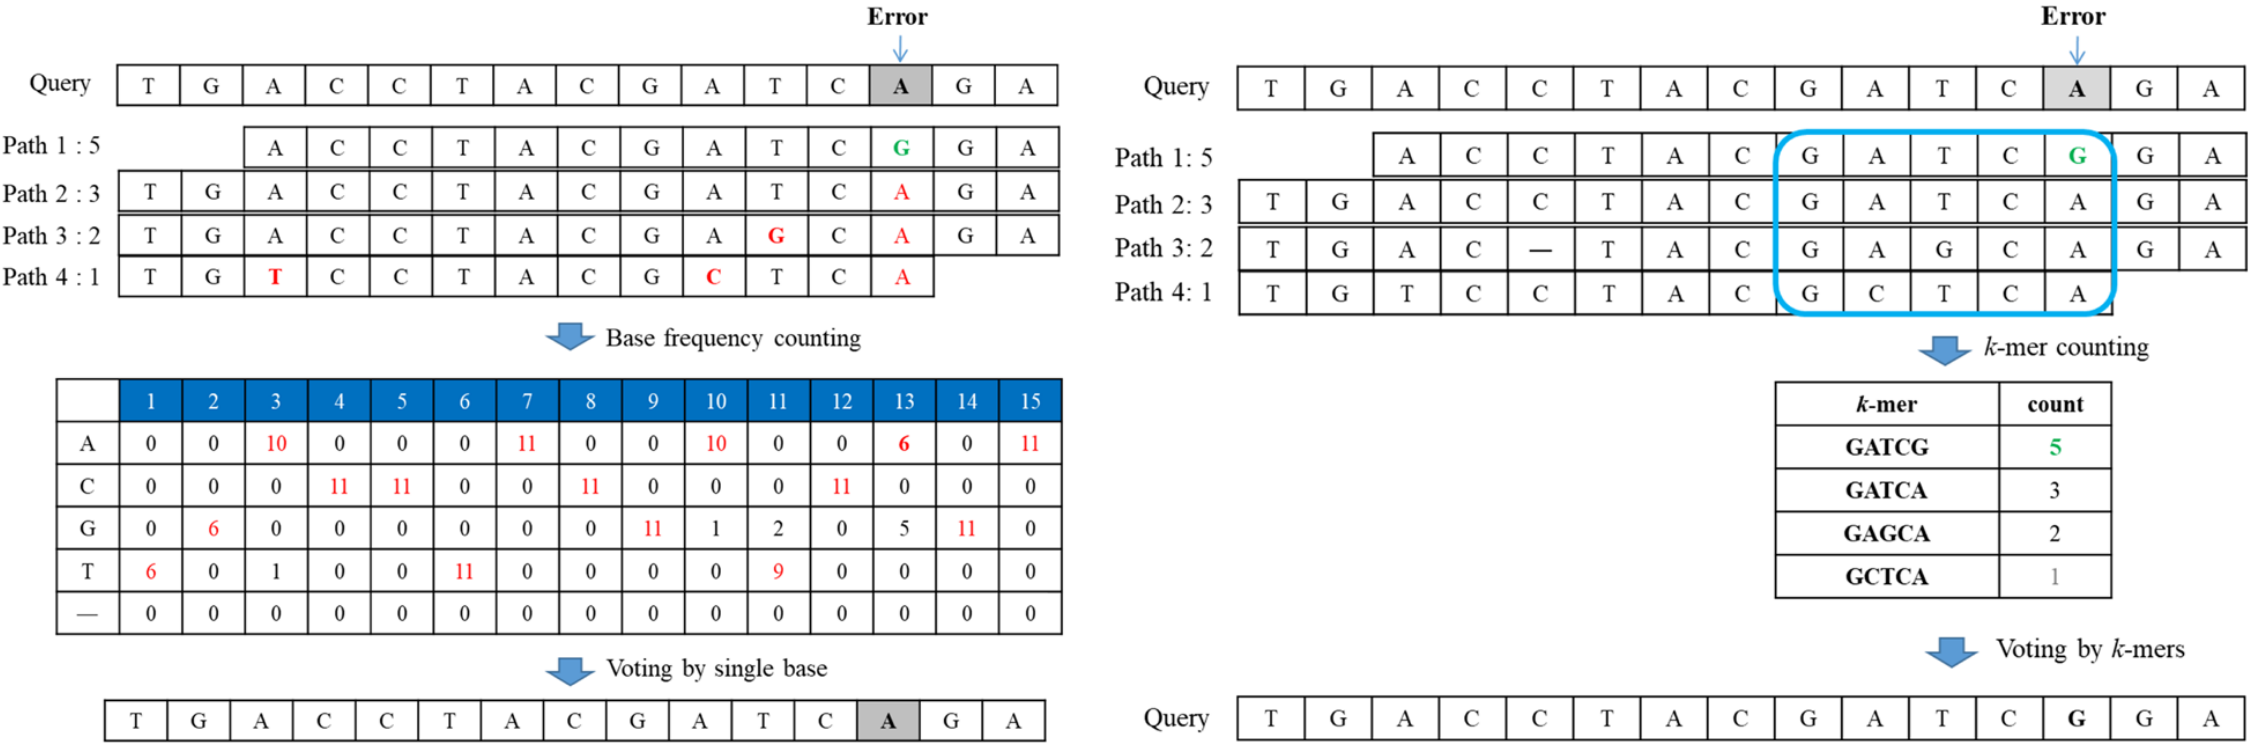 Error
Query T G A C C T A C G A T C A G A
Path 1 : 5 A C C T A C G A T C G G A
Path 2 : 3 T G A C C T A C G A T C A G A
Path 3 : 2 T G A C C T A C G A G C A G A
Path 4 : 1 T G T C C T A C G C T C A
Base frequency counting
1 2 3 4 5 6 7 8 9 10 11 12 13 14 15
A 0 0 10 0 0 0 11 0 0 10 0 0 6 0 11
C 0 0 0 11 11 0 0 11 0 0 0 11 0 0 0
G 0 6 0 0 0 0 0 0 11 1 2 0 5 11 0
T 6 0 1 0 0 11 0 0 0 0 9 0 0 0 0
— 0 0 0 0 0 0 0 0 0 0 0 0 0 0 0
Voting by single base
T G A C C T A C G A T C A G A
Error
Query T G A C C T A C G A T C A G A
Path 1: 5 A C C T A C G A T C G G A
Path 2: 3 T G A C C T A C G A T C A G A
Path 3: 2 T G A C — T A C G A G C A G A
Path 4: 1 T G T C C T A C G C T C A
k-mer counting
k-mer count
GATCG 5
GATCA 3
GAGCA 2
GCTCA 1
Voting by k-mers
Query T G A C C T A C G A T C G G A